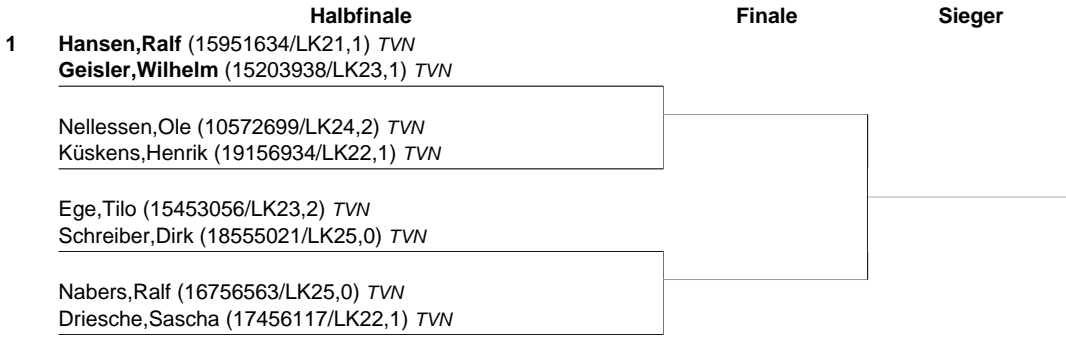 Halbfinale Finale Sieger
1 Hansen,Ralf (15951634/LK21,1) TVN
Geisler,Wilhelm (15203938/LK23,1) TVN
Nellessen,Ole (10572699/LK24,2) TVN
Küskens,Henrik (19156934/LK22,1) TVN
Ege,Tilo (15453056/LK23,2) TVN
Schreiber,Dirk (18555021/LK25,0) TVN
Nabers,Ralf (16756563/LK25,0) TVN
Driesche,Sascha (17456117/LK22,1) TVN